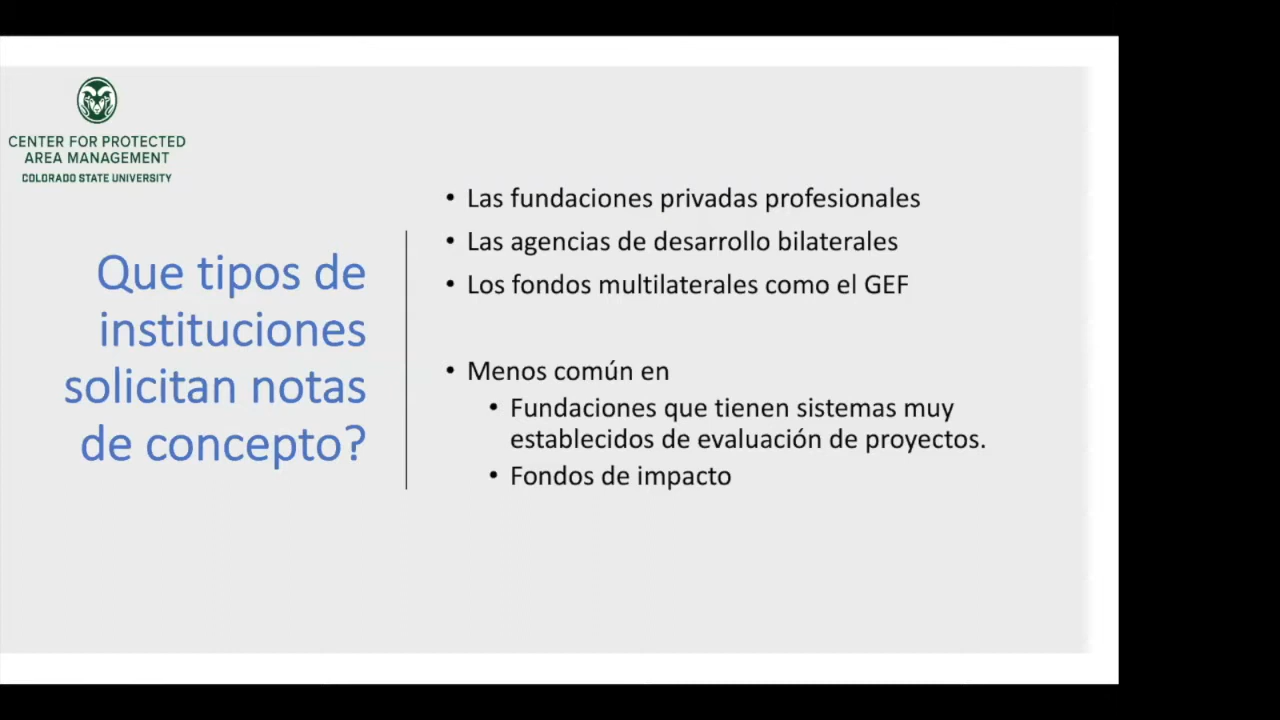 CENTER FOR PROTECTED
AREA MANAGEMENT
COLORADO STATE UNIVERSITY
Que tipos de
instituciones
solicitan notas
de concepto?
• Las fundaciones privadas profesionales
• Las agencias de desarrollo bilaterales
• Los fondos multilaterales como el GEF
• Menos común en
• Fundaciones que tienen sistemas muy
establecidos de evaluación de proyectos.
• Fondos de impacto